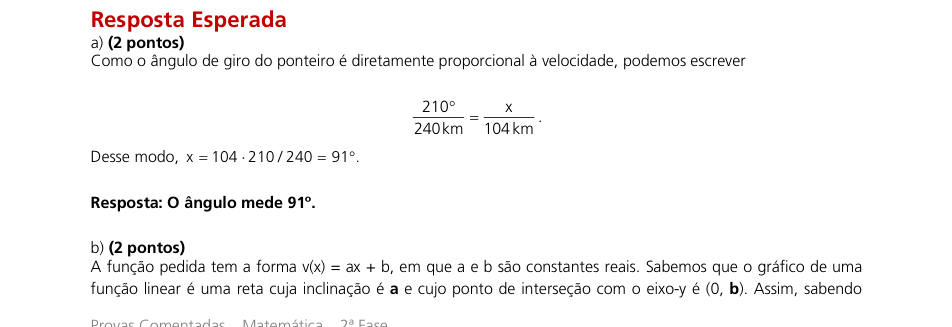 Resposta Esperada
a) (2 pontos)
Como o ângulo de giro do ponteiro é diretamente proporcional à velocidade, podemos escrever
210° / 240 km = x / 104 km .
Desse modo, x = 104 · 210 / 240 = 91°.
Resposta: O ângulo mede 91º.
b) (2 pontos)
A função pedida tem a forma v(x) = ax + b, em que a e b são constantes reais. Sabemos que o gráfico de uma
função linear é uma reta cuja inclinação é a e cujo ponto de interseção com o eixo-y é (0, b). Assim, sabendo
Provas Comentadas Matemática 2ª Fase